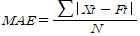 MAE = ∑|Xt − Ft| / N